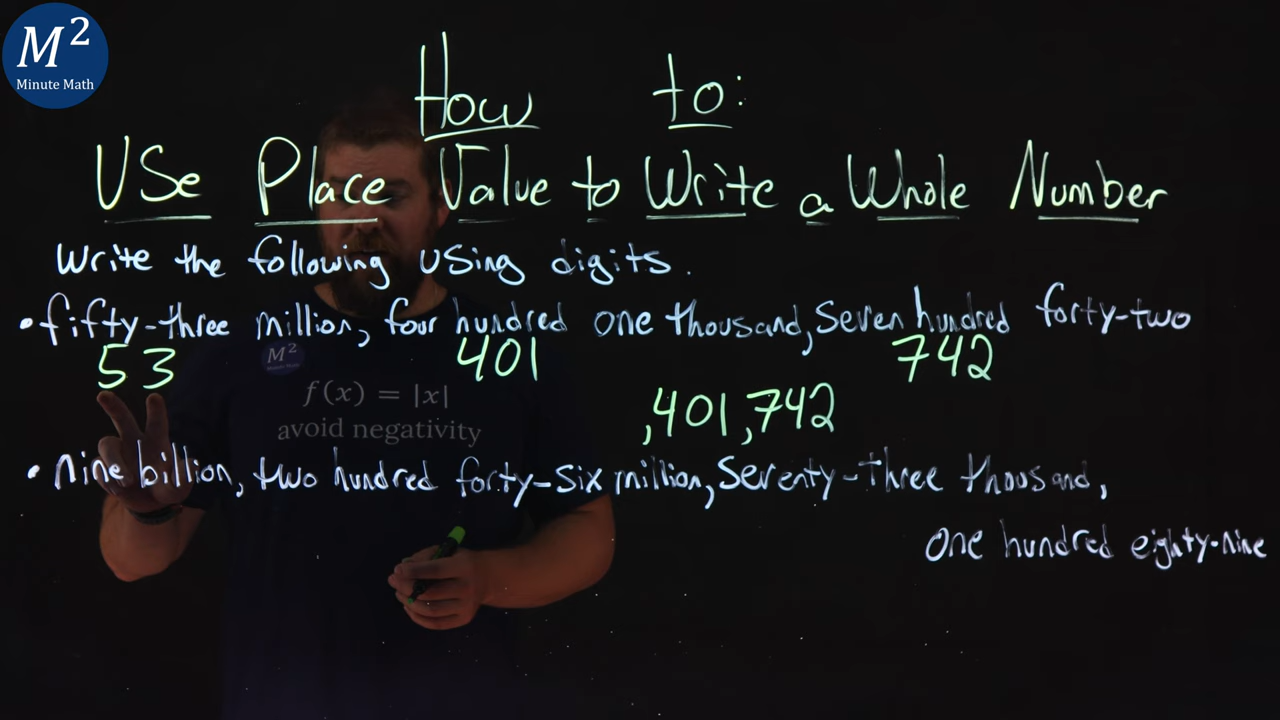 M²
Minute Math
How to:
Use Place Value to Write a Whole Number
Write the following using digits.
• fifty-three million, four hundred one thousand, seven hundred forty-two
53 401 742
M²
f(x) = |x|
,401,742
avoid negativity
• nine billion, two hundred forty-six million, seventy-three thousand,
one hundred eighty-nine